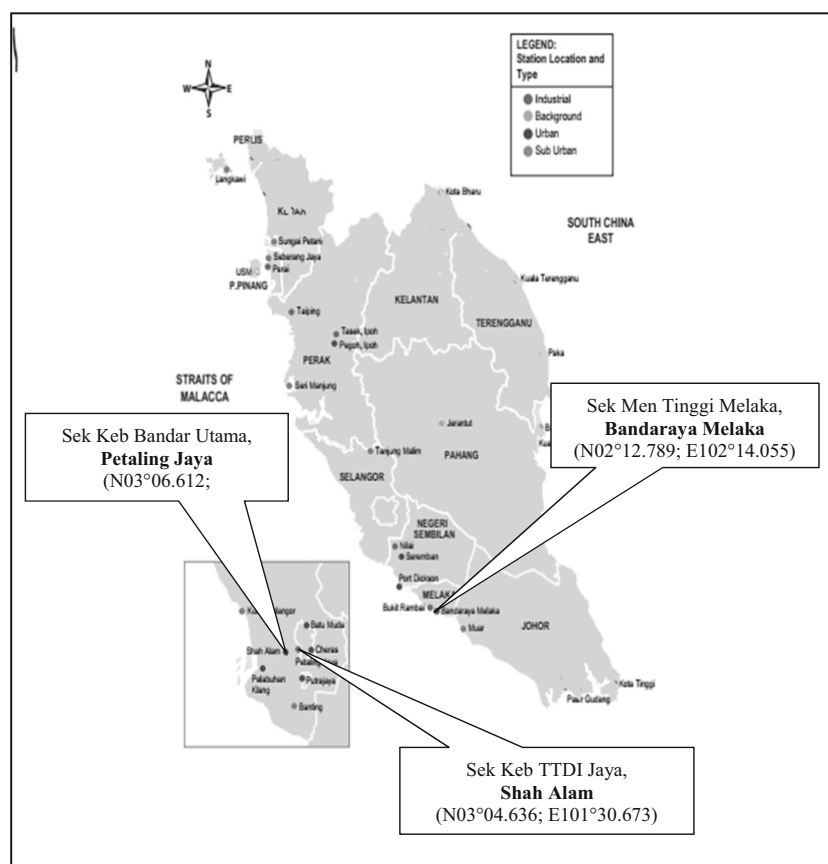 LEGEND:
Station Location and
Type
Industrial
Background
Urban
Sub Urban
N
W E
S
PERLIS
Langkawi
Kota Bharu
SOUTH CHINA
EAST
Sungai Petani
Seberang Jaya
USM
Perai
P.PINANG
Kuala Terengganu
KELANTAN
Taiping
TERENGGANU
Tasek, Ipoh
Pegoh, Ipoh
Paka
PERAK
STRAITS OF
MALACCA
Seri Manjung
Sek Men Tinggi Melaka,
Bandaraya Melaka
(N02°12.789; E102°14.055)
Jerantut
Sek Keb Bandar Utama,
Petaling Jaya
(N03°06.612;
Tanjung Malim
PAHANG
SELANGOR
NEGERI
SEMBILAN
Nilai
Seremban
Port Dickson
MELAKA
Bukit Rambai
Bandaraya Melaka
Muar
JOHOR
Batu Muda
Shah Alam
Cheras
Petaling
Pelabuhan
Klang
Putrajaya
Banting
Kota Tinggi
Pasir Gudang
Sek Keb TTDI Jaya,
Shah Alam
(N03°04.636; E101°30.673)